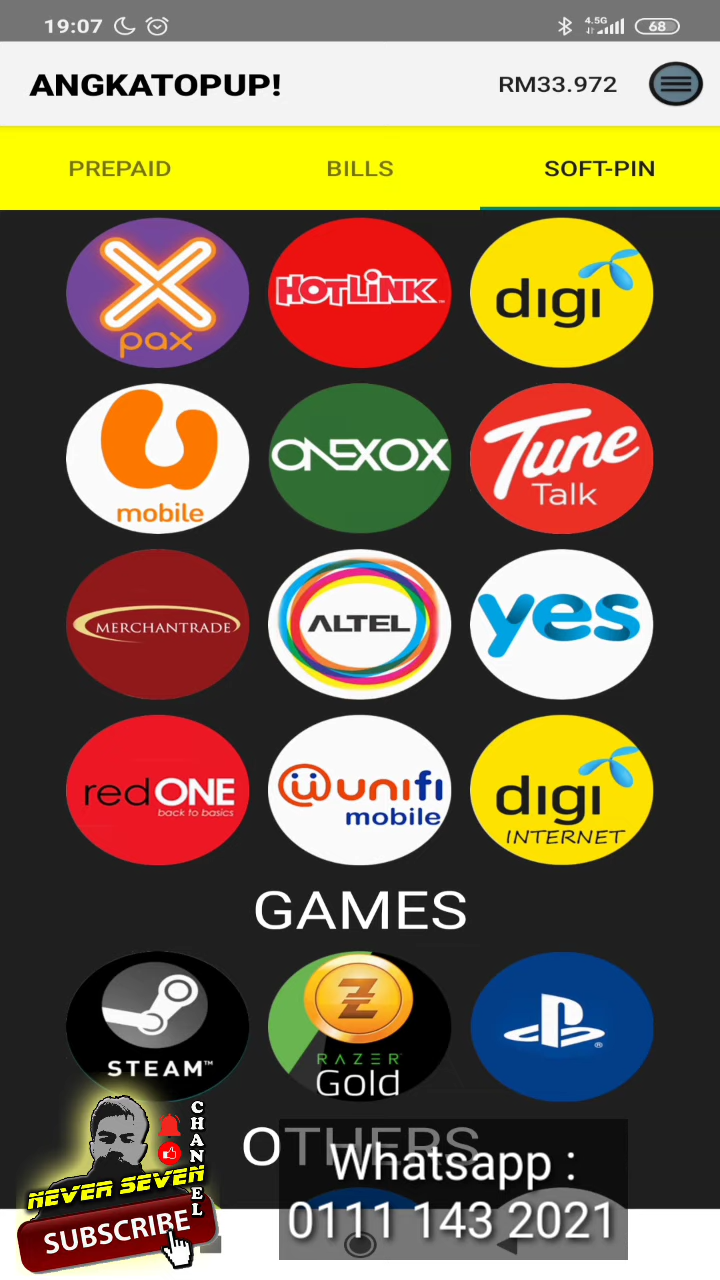 19:07
4.5G
68
ANGKATOPUP!
RM33.972
PREPAID BILLS SOFT-PIN
X
pax
HOTLINK
digi
U
mobile
ONEXOX
Tune
Talk
MERCHANTRADE
ALTEL
yes
redONE
back to basics
unifi
mobile
digi
INTERNET
GAMES
STEAM™
RAZER
Gold
OTHERS
CHANNEL
NEVER SEVEN
SUBSCRIBE
Whatsapp :
0111 143 2021